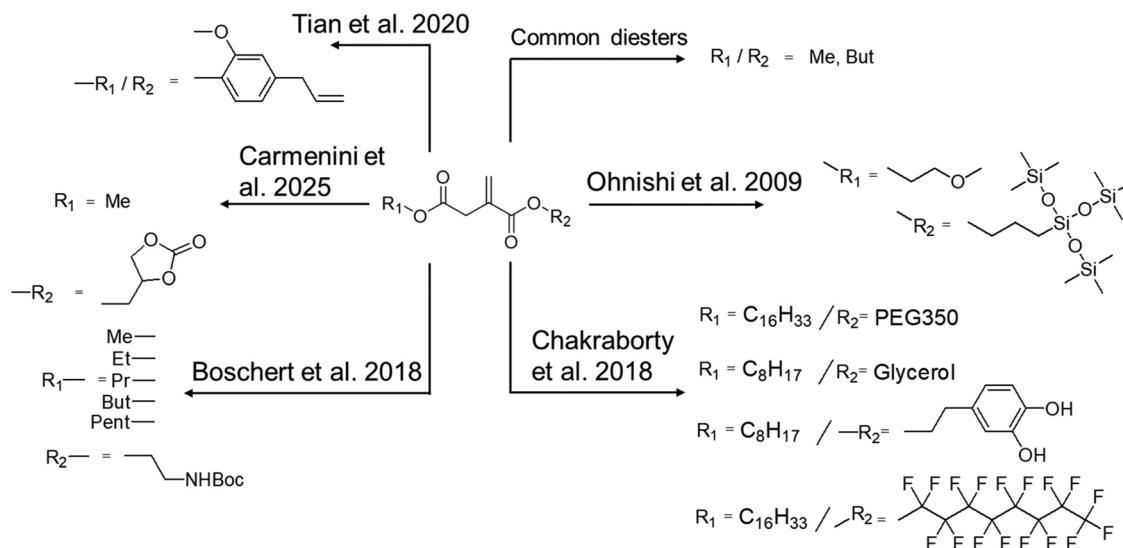 Tian et al. 2020
Common diesters
O
—R1 / R2 =
R1 / R2 = Me, But
Carmenini et
al. 2025
R1 = Me
O
R1
O
O
R2
O
Ohnishi et al. 2009
R1 =
O
R2 =
Si
O
Si
O
O
Si
Si
O
O
O
—R2 =
Me
Et
R1 = Pr
But
Pent
R2 =
NHBoc
Boschert et al. 2018
Chakraborty
et al. 2018
R1 = C16H33 / R2= PEG350
R1 = C8H17 / R2= Glycerol
R1 = C8H17 / —R2=
OH
OH
R1 = C16H33 / R2=
F F F F F F F F F
F F F F F F F F